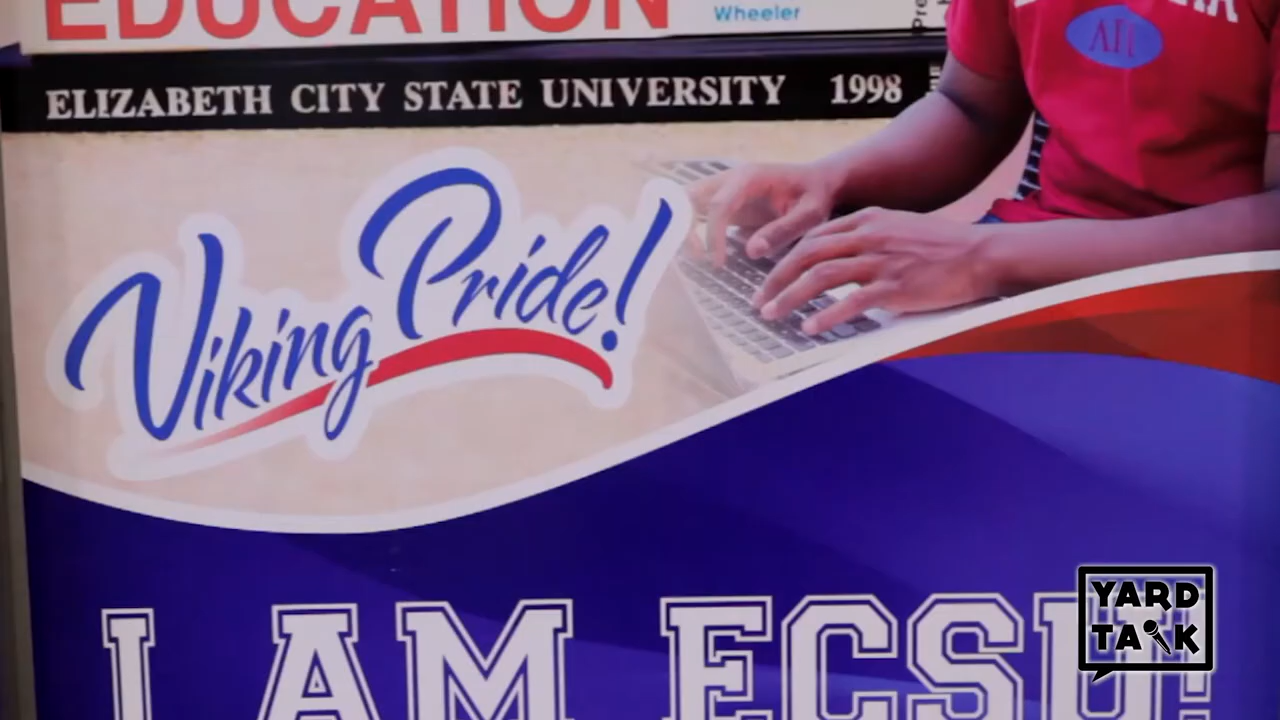 EDUCATION
Wheeler
ELIZABETH CITY STATE UNIVERSITY 1998
Viking Pride!
I AM ECSU!
YARD
TALK